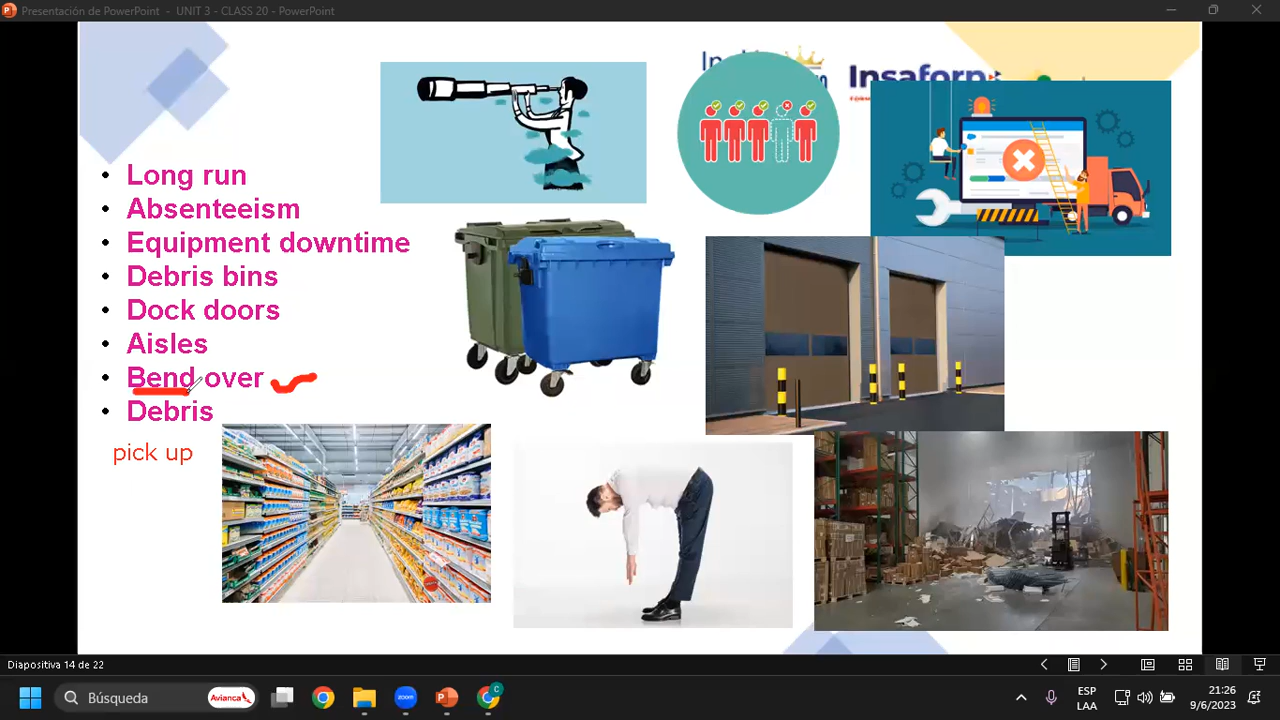 Presentación de PowerPoint - UNIT 3 - CLASS 20 - PowerPoint
Insaforp
Long run
Absenteeism
Equipment downtime
Debris bins
Dock doors
Aisles
Bend over
Debris
pick up
Diapositiva 14 de 22
Búsqueda
Avianca
zoom
C
ESP
LAA
21:26
9/6/2023